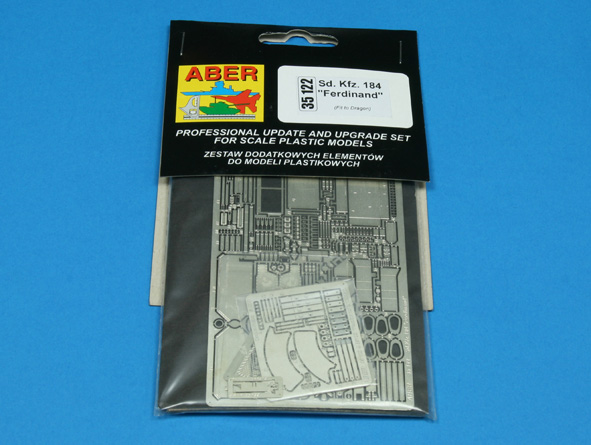 ABER
35 122
Sd. Kfz. 184
"Ferdinand"
(Fit to Dragon)
PROFESSIONAL UPDATE AND UPGRADE SET
FOR SCALE PLASTIC MODELS
ZESTAW DODATKOWYCH ELEMENTÓW
DO MODELI PLASTIKOWYCH